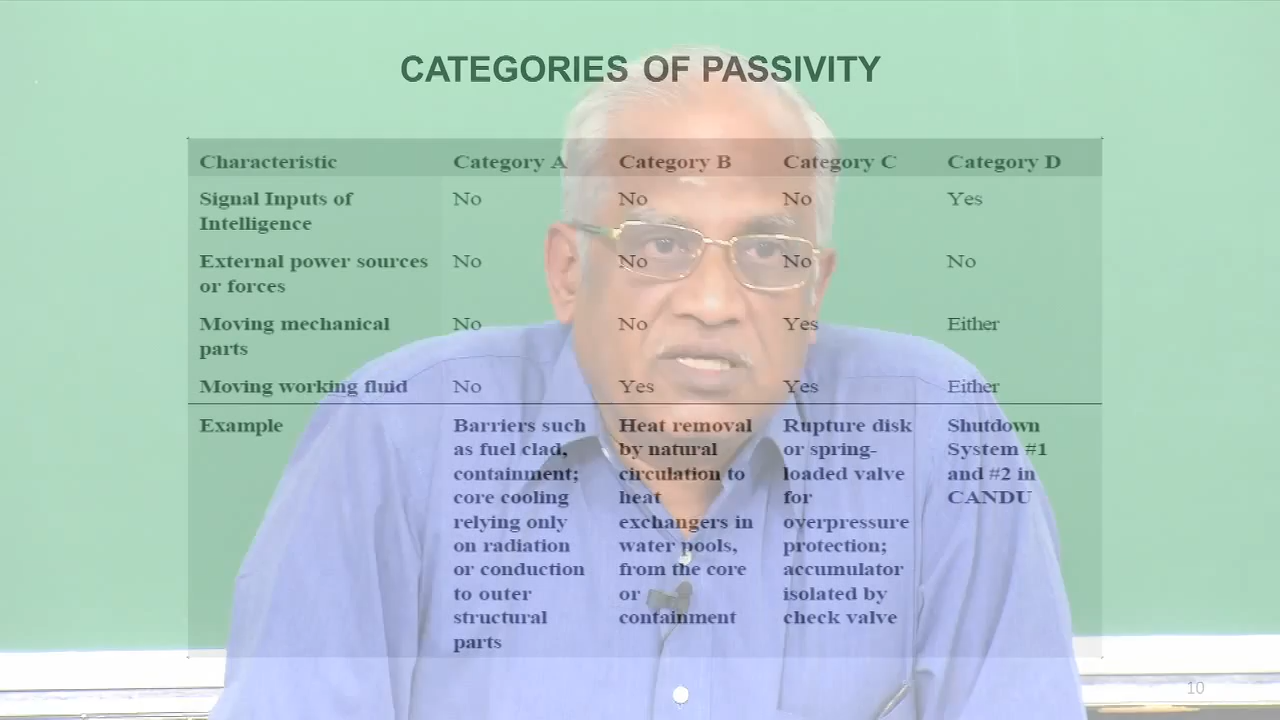 CATEGORIES OF PASSIVITY
Characteristic Category A Category B Category C Category D
Signal Inputs of Intelligence No No No Yes
External power sources or forces No No No No
Moving mechanical parts No No Yes Either
Moving working fluid No Yes Yes Either
Example
Barriers such
as fuel clad,
containment;
core cooling
relying only
on radiation
or conduction
to outer
structural
parts
Heat removal
by natural
circulation to
heat
exchangers in
water pools,
from the core
or
containment
Rupture disk
or spring-
loaded valve
for
overpressure
protection;
accumulator
isolated by
check valve
Shutdown
System #1
and #2 in
CANDU
10